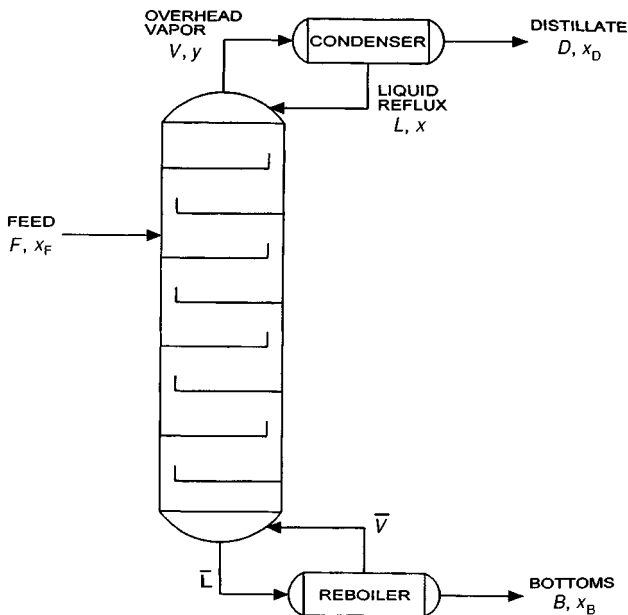 OVERHEAD
VAPOR
V, y
CONDENSER
DISTILLATE
D, x_D
LIQUID
REFLUX
L, x
FEED
F, x_F
V̅
L̅
REBOILER
BOTTOMS
B, x_B